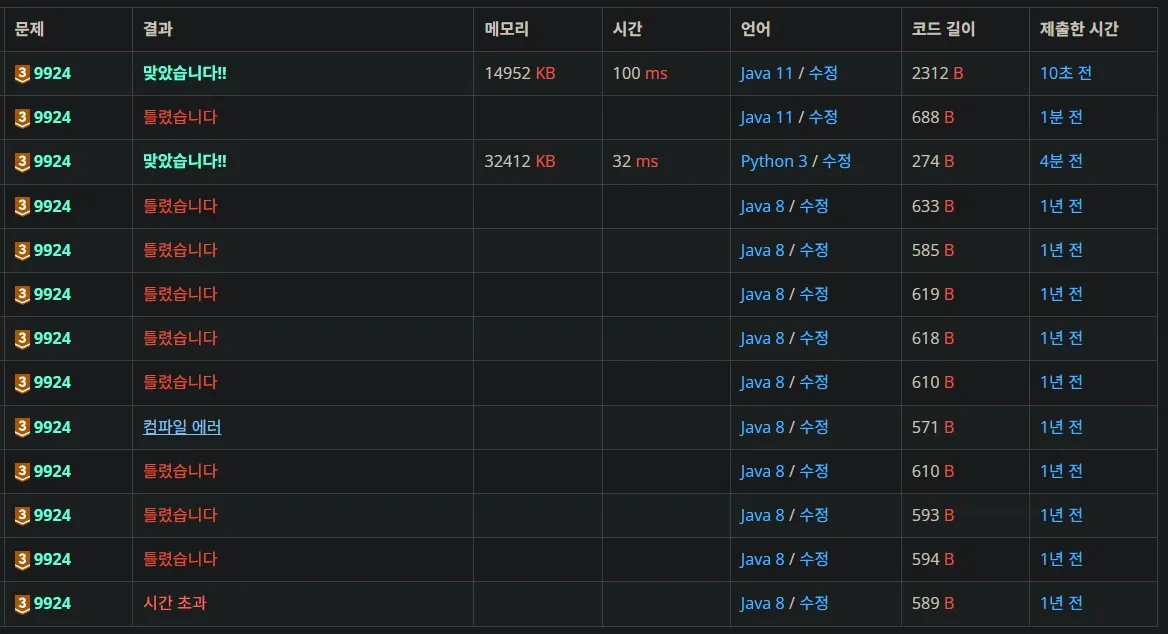 문제 결과 메모리 시간 언어 코드 길이 제출한 시간
3 9924 맞았습니다!! 14952 KB 100 ms Java 11 / 수정 2312 B 10초 전
3 9924 틀렸습니다 Java 11 / 수정 688 B 1분 전
3 9924 맞았습니다!! 32412 KB 32 ms Python 3 / 수정 274 B 4분 전
3 9924 틀렸습니다 Java 8 / 수정 633 B 1년 전
3 9924 틀렸습니다 Java 8 / 수정 585 B 1년 전
3 9924 틀렸습니다 Java 8 / 수정 619 B 1년 전
3 9924 틀렸습니다 Java 8 / 수정 618 B 1년 전
3 9924 틀렸습니다 Java 8 / 수정 610 B 1년 전
3 9924 컴파일 에러 Java 8 / 수정 571 B 1년 전
3 9924 틀렸습니다 Java 8 / 수정 610 B 1년 전
3 9924 틀렸습니다 Java 8 / 수정 593 B 1년 전
3 9924 틀렸습니다 Java 8 / 수정 594 B 1년 전
3 9924 시간 초과 Java 8 / 수정 589 B 1년 전